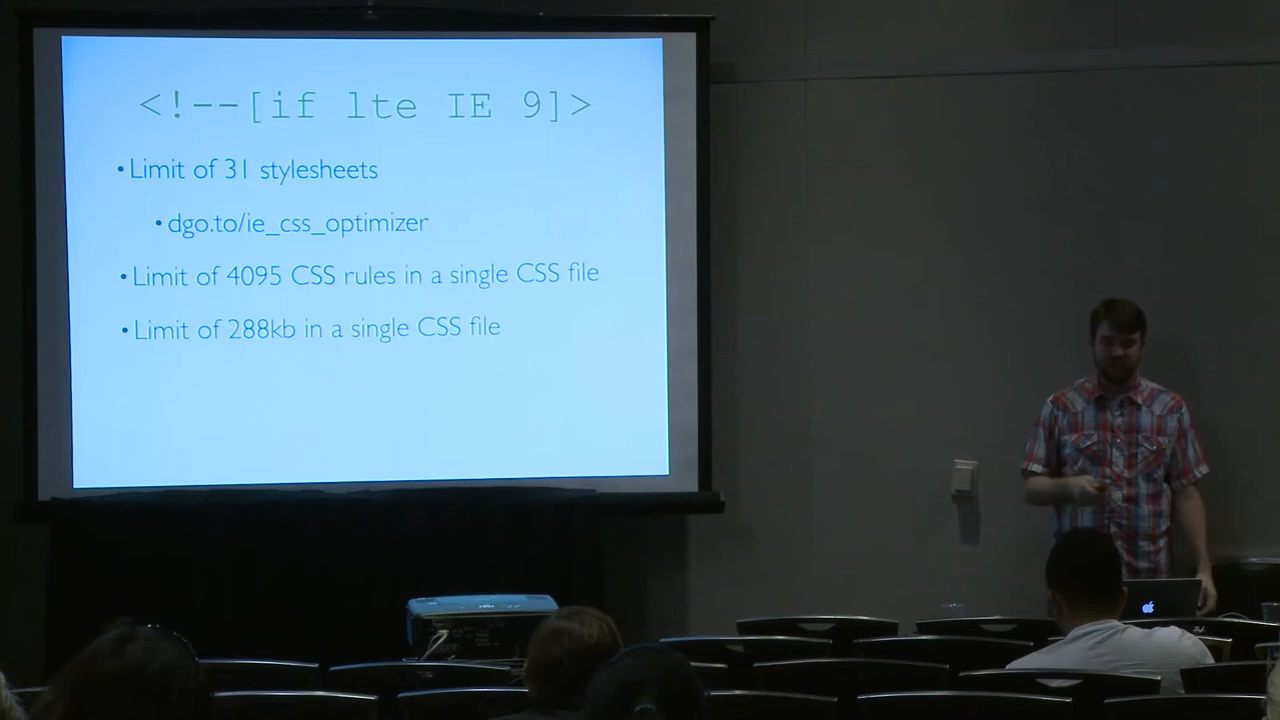 <!--[if lte IE 9]>
• Limit of 31 stylesheets
• dgo.to/ie_css_optimizer
• Limit of 4095 CSS rules in a single CSS file
• Limit of 288kb in a single CSS file